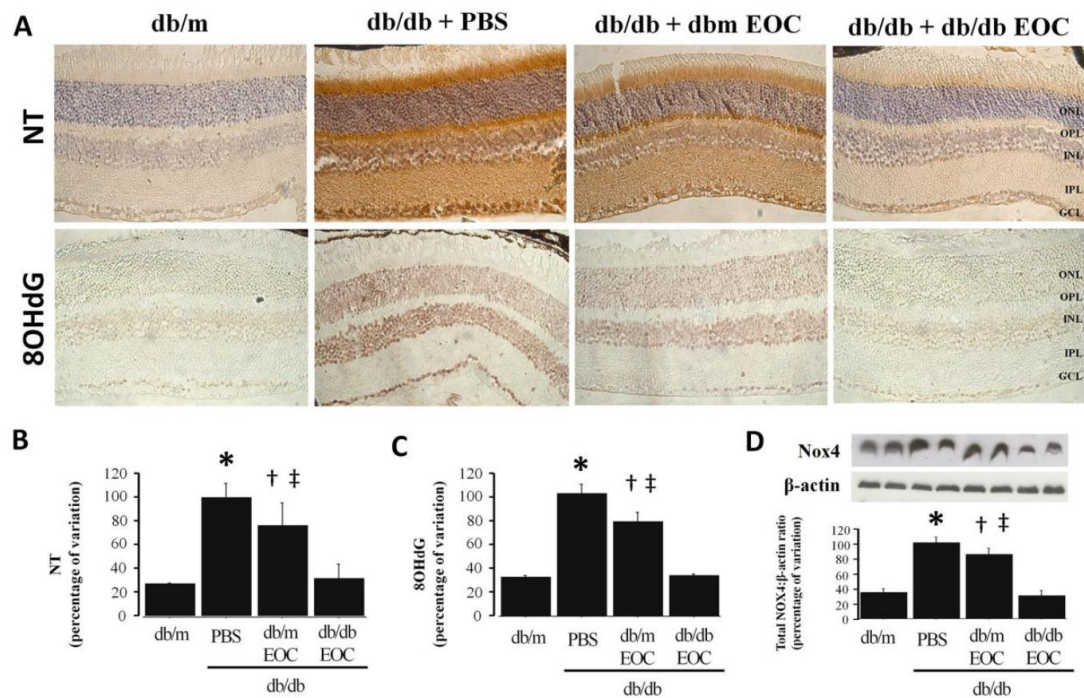 A
db/m
db/db + PBS
db/db + dbm EOC
db/db + db/db EOC
NT
ONL
OPL
INL
IPL
GCL
8OHdG
ONL
OPL
INL
IPL
GCL
B
NT
(percentage of variation)
120
100
80
60
40
20
0
*
† ‡
db/m
PBS
db/m
EOC
db/db
EOC
db/db
C
8OHdG
(percentage of variation)
120
100
80
60
40
20
0
*
† ‡
db/m
PBS
db/m
EOC
db/db
EOC
db/db
D
Nox4
β-actin
Total NOX4:β-actin ratio
(percentage of variation)
120
100
80
60
40
20
0
*
† ‡
db/m
PBS
db/m
EOC
db/db
EOC
db/db